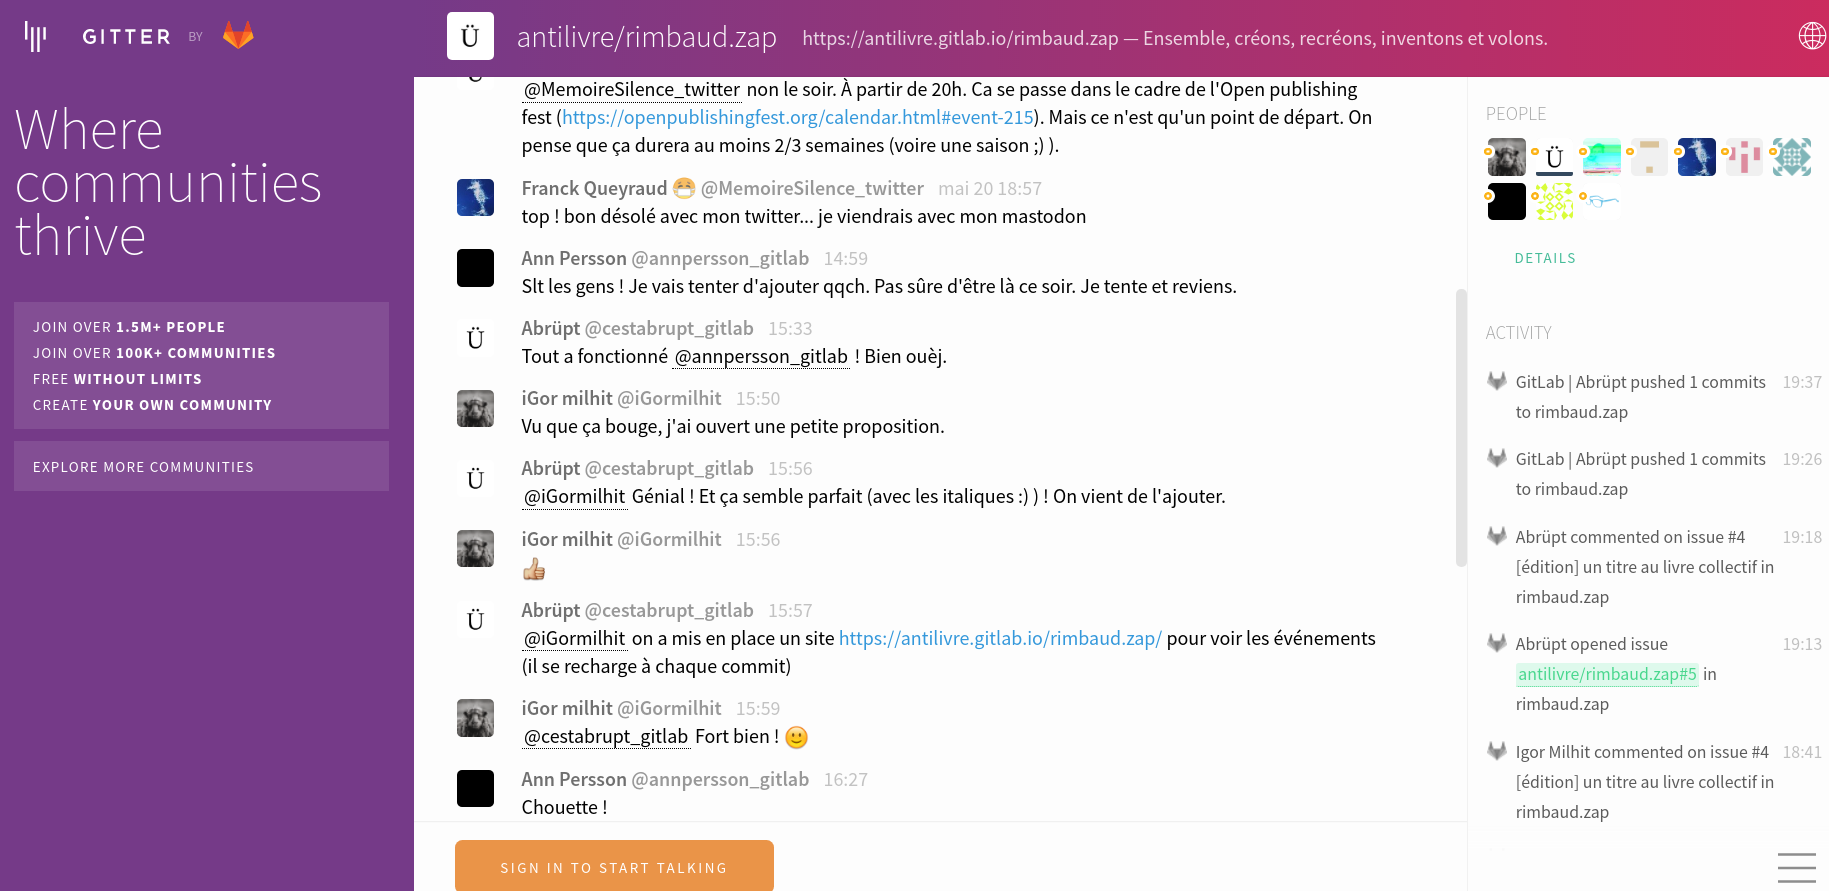 GITTER BY
Ü antilivre/rimbaud.zap https://antilivre.gitlab.io/rimbaud.zap — Ensemble, créons, recréons, inventons et volons.
Where
communities
thrive
JOIN OVER 1.5M+ PEOPLE
JOIN OVER 100K+ COMMUNITIES
FREE WITHOUT LIMITS
CREATE YOUR OWN COMMUNITY
EXPLORE MORE COMMUNITIES
@MemoireSilence_twitter non le soir. À partir de 20h. Ca se passe dans le cadre de l'Open publishing
fest (https://openpublishingfest.org/calendar.html#event-215). Mais ce n'est qu'un point de départ. On
pense que ça durera au moins 2/3 semaines (voire une saison ;) ).
Franck Queyraud 😷 @MemoireSilence_twitter mai 20 18:57
top ! bon désolé avec mon twitter... je viendrais avec mon mastodon
Ann Persson @annpersson_gitlab 14:59
Slt les gens ! Je vais tenter d'ajouter qqch. Pas sûre d'être là ce soir. Je tente et reviens.
Ü Abrüpt @cestabrupt_gitlab 15:33
Tout a fonctionné @annpersson_gitlab ! Bien ouèj.
iGor milhit @iGormilhit 15:50
Vu que ça bouge, j'ai ouvert une petite proposition.
Ü Abrüpt @cestabrupt_gitlab 15:56
@iGormilhit Génial ! Et ça semble parfait (avec les italiques :) ) ! On vient de l'ajouter.
iGor milhit @iGormilhit 15:56
👍
Ü Abrüpt @cestabrupt_gitlab 15:57
@iGormilhit on a mis en place un site https://antilivre.gitlab.io/rimbaud.zap/ pour voir les événements
(il se recharge à chaque commit)
iGor milhit @iGormilhit 15:59
@cestabrupt_gitlab Fort bien ! 🙂
Ann Persson @annpersson_gitlab 16:27
Chouette !
SIGN IN TO START TALKING
PEOPLE
Ü
DETAILS
ACTIVITY
GitLab | Abrüpt pushed 1 commits 19:37
to rimbaud.zap
GitLab | Abrüpt pushed 1 commits 19:26
to rimbaud.zap
Abrüpt commented on issue #4 19:18
[édition] un titre au livre collectif in
rimbaud.zap
Abrüpt opened issue 19:13
antilivre/rimbaud.zap#5 in
rimbaud.zap
Igor Milhit commented on issue #4 18:41
[édition] un titre au livre collectif in
rimbaud.zap